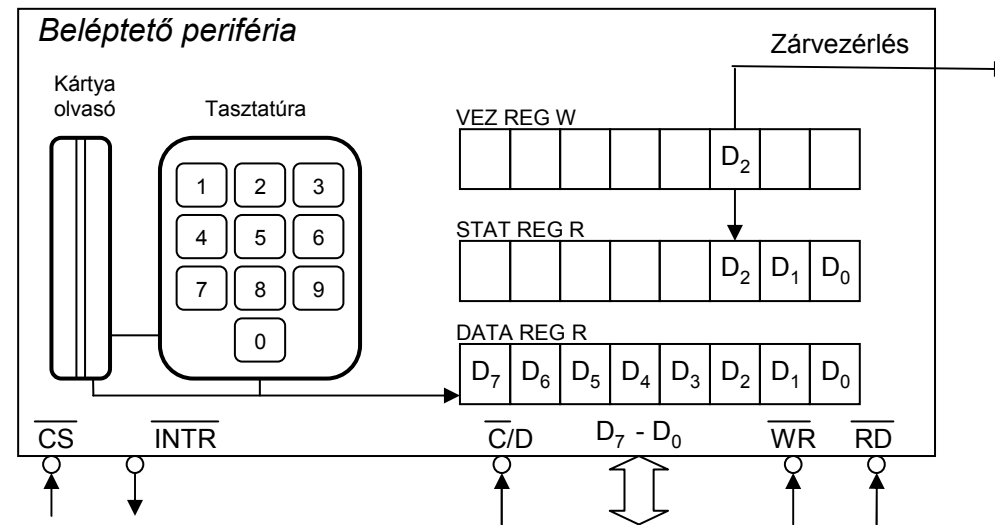 Beléptető periféria
Zárvezérlés
Kártya
olvasó
Tasztatúra
VEZ REG W
D2
1 2 3
4 5 6
7 8 9
0
STAT REG R
D2 D1 D0
DATA REG R
D7 D6 D5 D4 D3 D2 D1 D0
CS INTR C/D D7 - D0 WR RD